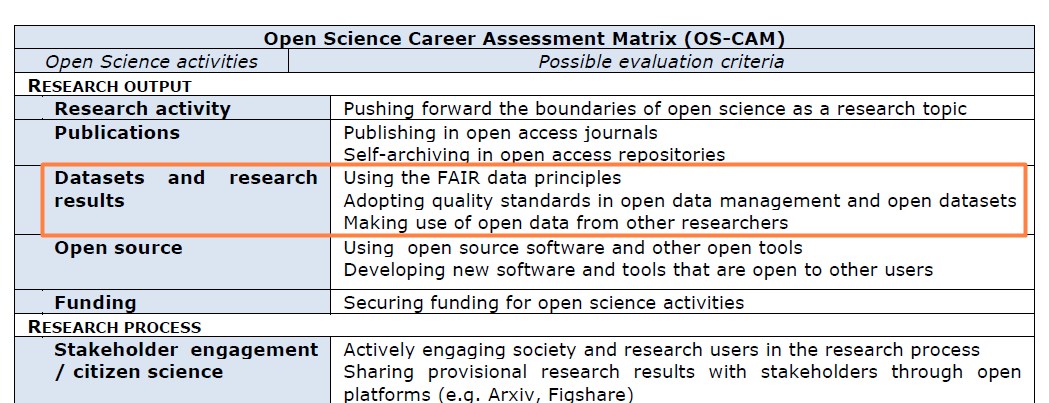 Open Science Career Assessment Matrix (OS-CAM)
Open Science activities
Possible evaluation criteria
RESEARCH OUTPUT
Research activity
Pushing forward the boundaries of open science as a research topic
Publications
Publishing in open access journals
Self-archiving in open access repositories
Datasets and research
results
Using the FAIR data principles
Adopting quality standards in open data management and open datasets
Making use of open data from other researchers
Open source
Using open source software and other open tools
Developing new software and tools that are open to other users
Funding
Securing funding for open science activities
RESEARCH PROCESS
Stakeholder engagement
/ citizen science
Actively engaging society and research users in the research process
Sharing provisional research results with stakeholders through open
platforms (e.g. Arxiv, Figshare)